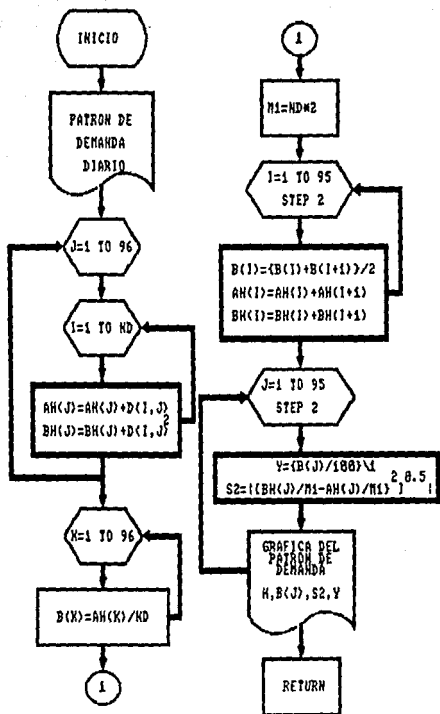 INICIO
PATRON DE
DEMANDA
DIARIO
J=1 TO 96
I=1 TO ND
AH(J)=AH(J)+D(I,J)
2
BH(J)=BH(J)+D(I,J)
K=1 TO 96
B(K)=AH(K)/ND
1
1
M1=ND*2
I=1 TO 95
STEP 2
B(I)={B(I)+B(I+1)}/2
AH(I)=AH(I)+AH(I+1)
BH(I)=BH(I)+BH(I+1)
J=1 TO 95
STEP 2
Y={B(J)/100}\1
2 0.5
S2=[{BH(J)/M1-AH(J)/M1} ]
GRAFICA DEL
PATRON DE
DEMANDA
H,B(J),S2,Y
RETURN